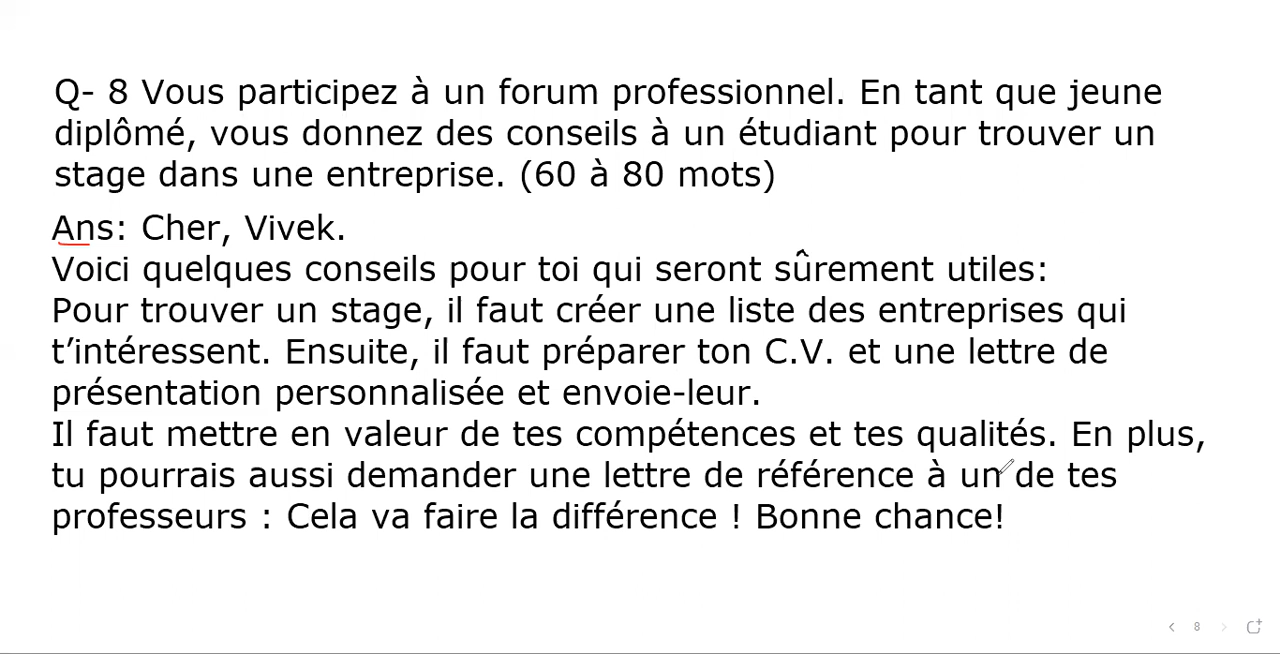 Q- 8 Vous participez à un forum professionnel. En tant que jeune
diplômé, vous donnez des conseils à un étudiant pour trouver un
stage dans une entreprise. (60 à 80 mots)
Ans: Cher, Vivek.
Voici quelques conseils pour toi qui seront sûrement utiles:
Pour trouver un stage, il faut créer une liste des entreprises qui
t’intéressent. Ensuite, il faut préparer ton C.V. et une lettre de
présentation personnalisée et envoie-leur.
Il faut mettre en valeur de tes compétences et tes qualités. En plus,
tu pourrais aussi demander une lettre de référence à un de tes
professeurs : Cela va faire la différence ! Bonne chance!
8